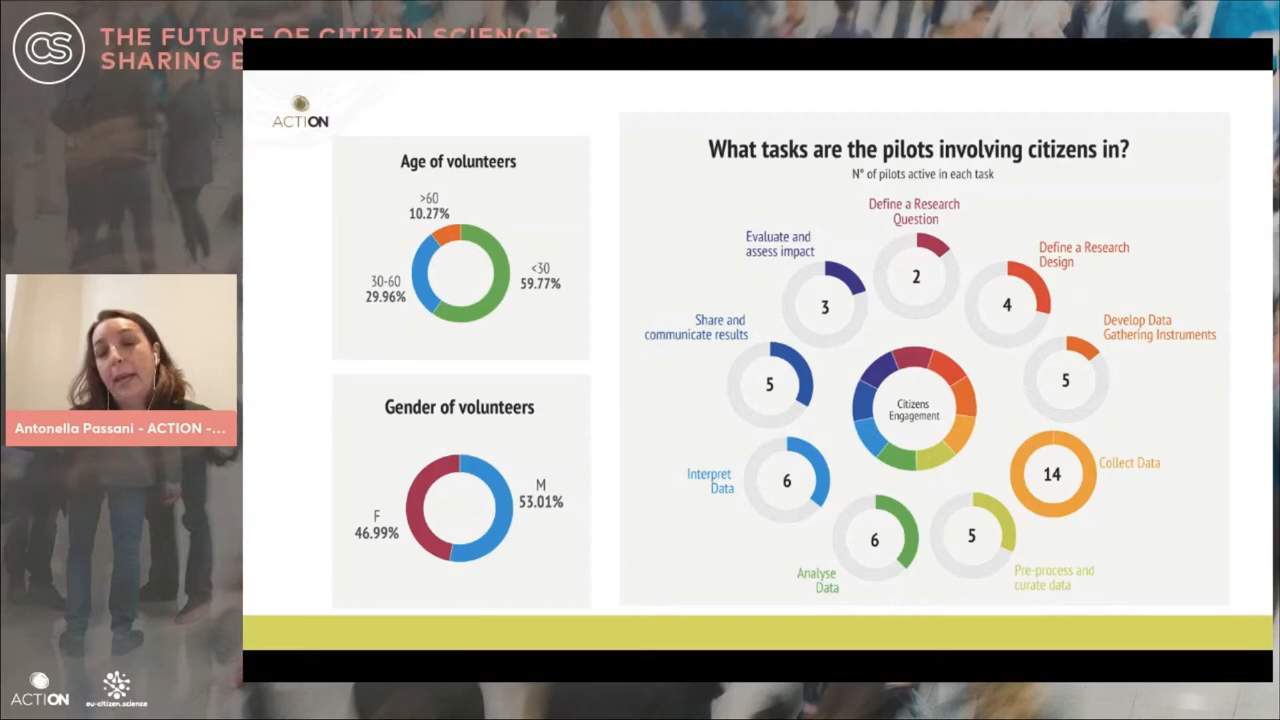 CS
THE FUTURE OF CITIZEN SCIENCE:
SHARING E
ACTION
Age of volunteers
>60
10.27%
30-60
29.96%
<30
59.77%
Gender of volunteers
M
53.01%
F
46.99%
What tasks are the pilots involving citizens in?
N° of pilots active in each task
Define a Research
Question
2
Define a Research
Design
4
Develop Data
Gathering Instruments
5
Collect Data
14
Pre-process and
curate data
5
Analyse
Data
6
Interpret
Data
6
Share and
communicate results
5
Evaluate and
assess impact
3
Citizens
Engagement
Antonella Passani - ACTION -...
ACTION
eu-citizen.science